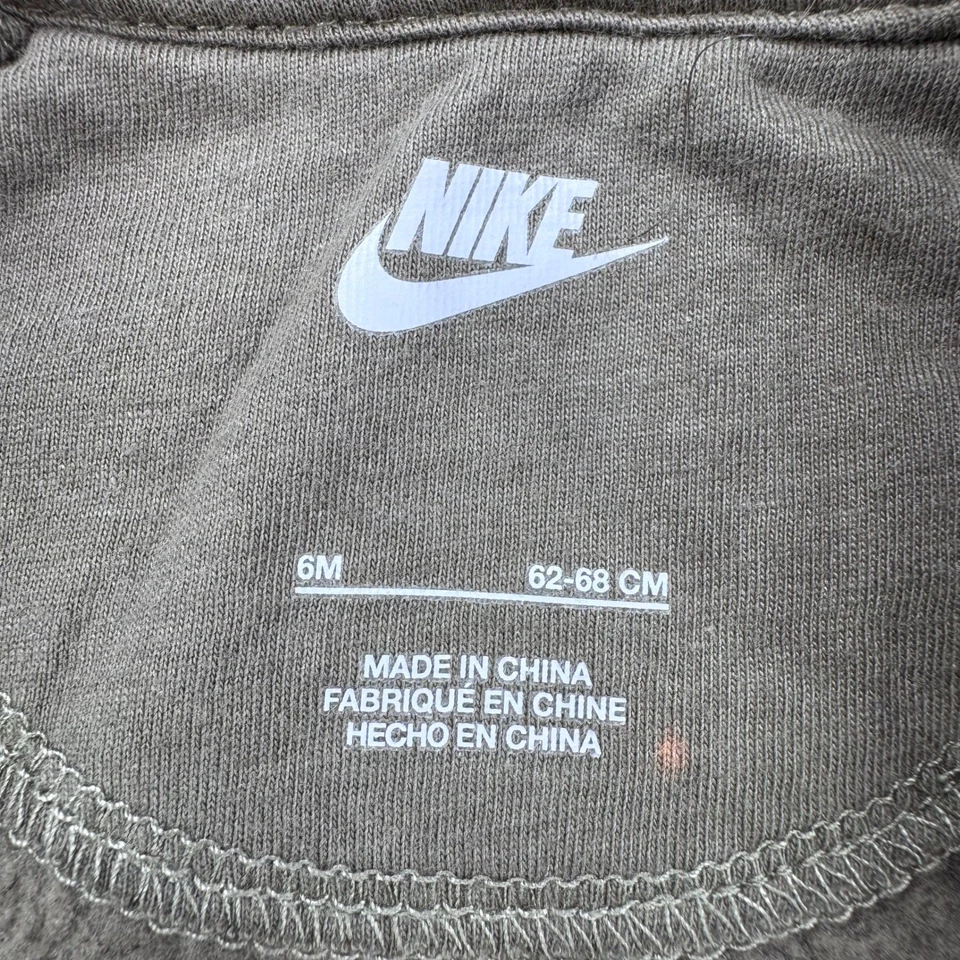 NIKE
6M 62-68 CM
MADE IN CHINA
FABRIQUÉ EN CHINE
HECHO EN CHINA